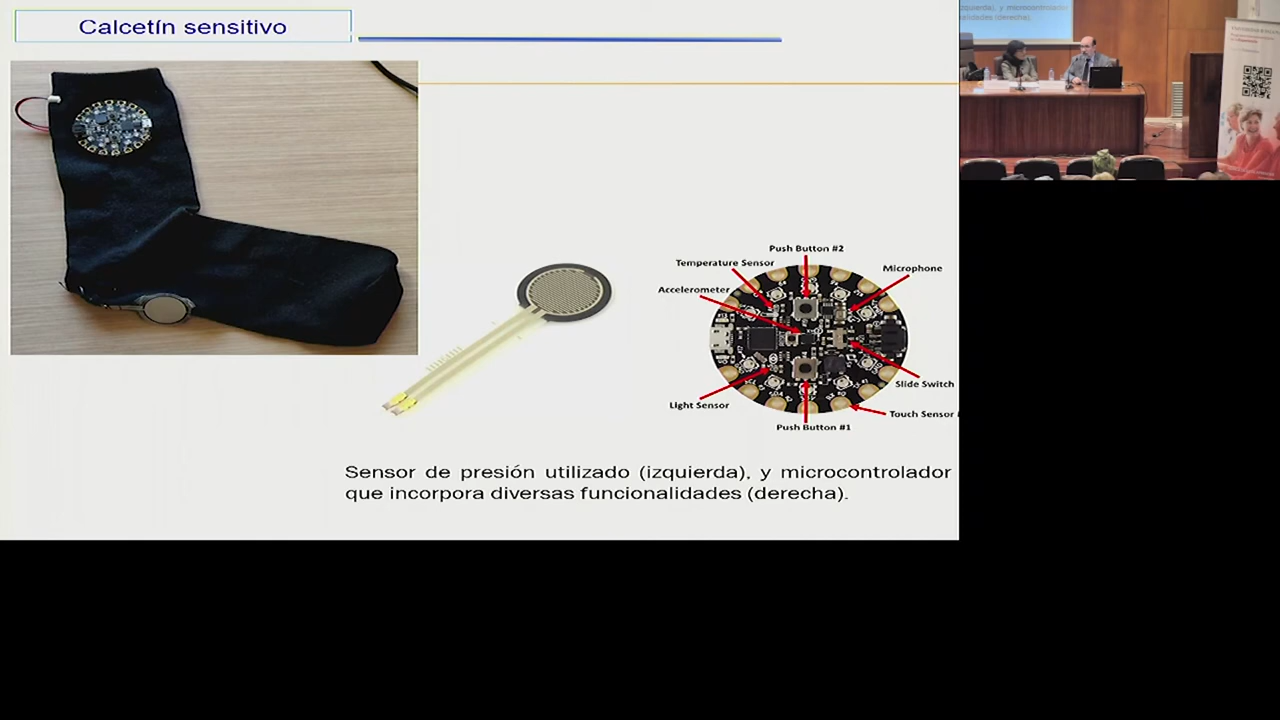 Calcetín sensitivo
Push Button #2
Temperature Sensor
Microphone
Accelerometer
Slide Switch
Light Sensor
Touch Sensor
Push Button #1
Sensor de presión utilizado (izquierda), y microcontrolador
que incorpora diversas funcionalidades (derecha).